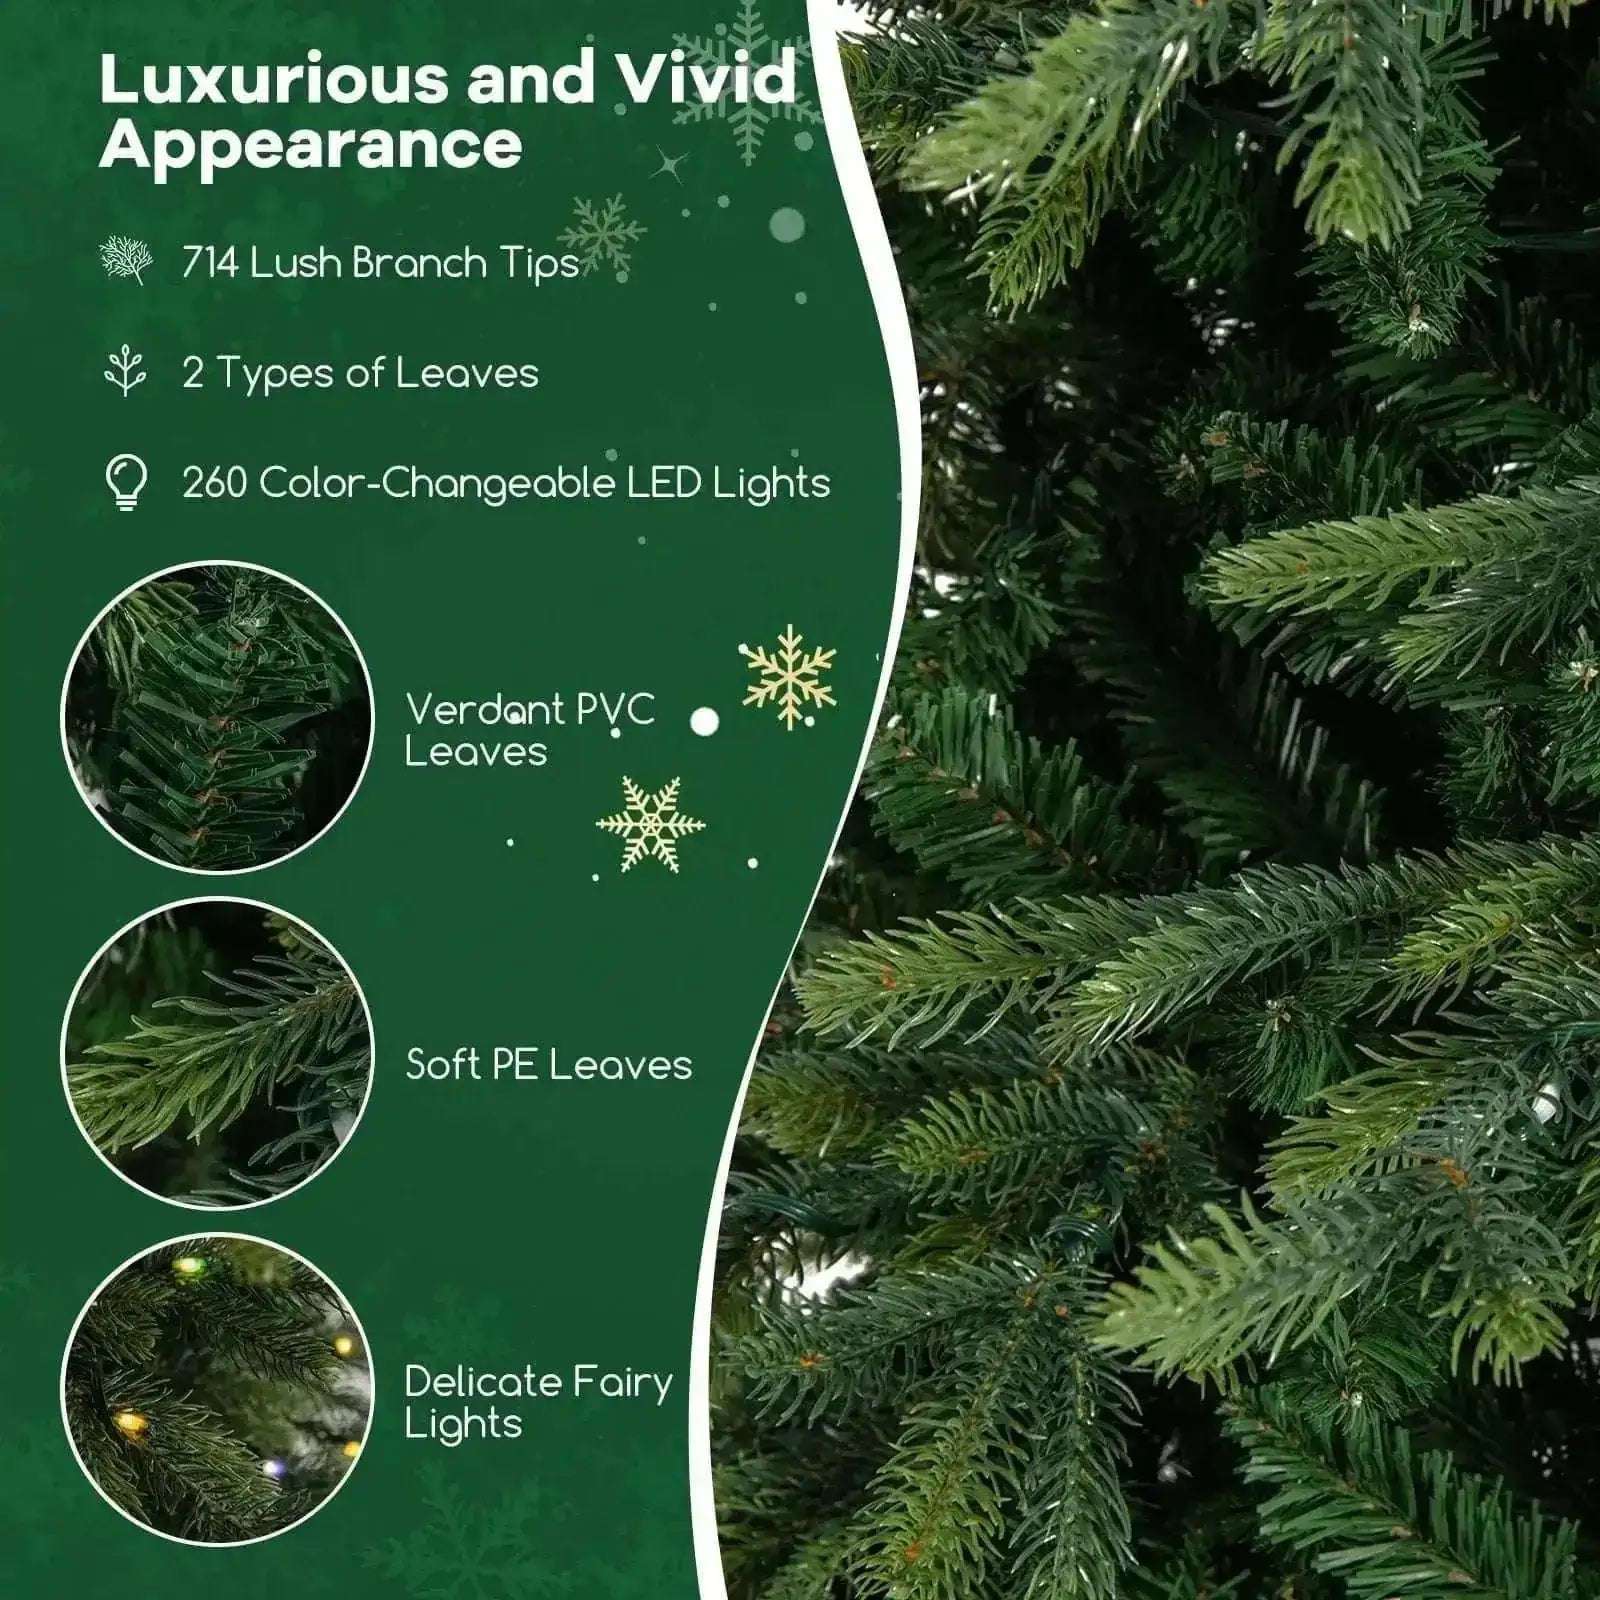 Luxurious and Vivid
Appearance
714 Lush Branch Tips
2 Types of Leaves
260 Color-Changeable LED Lights
Verdant PVC
Leaves
Soft PE Leaves
Delicate Fairy
Lights